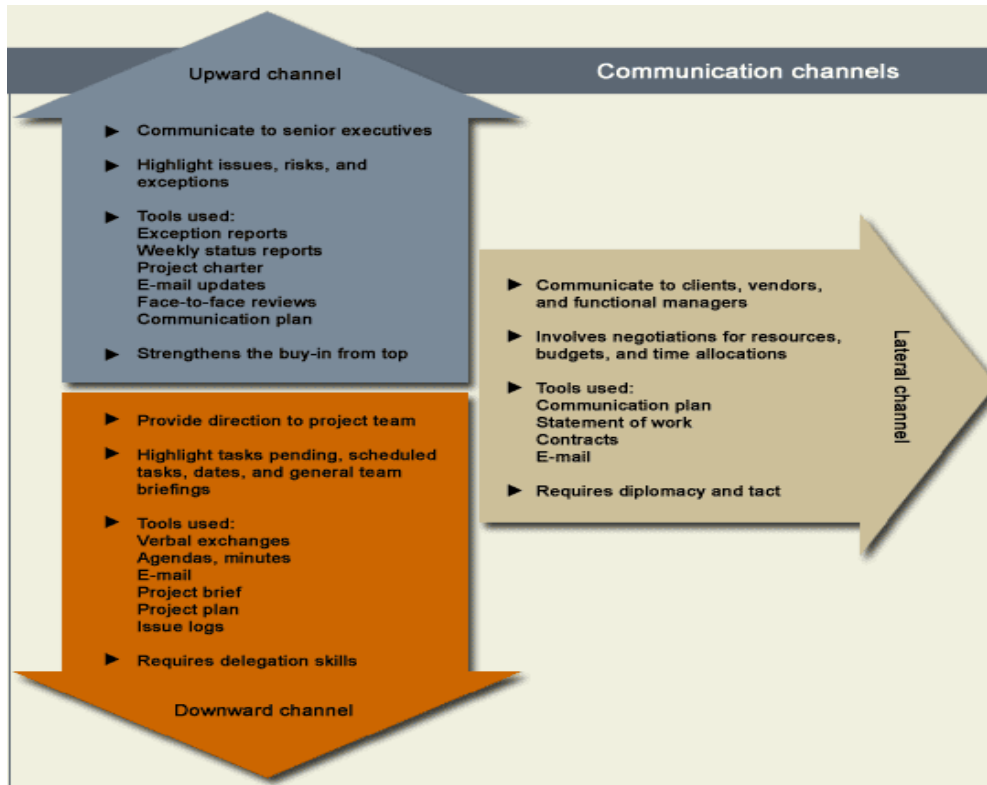 Communication channels
Upward channel
► Communicate to senior executives
► Highlight issues, risks, and
exceptions
► Tools used:
Exception reports
Weekly status reports
Project charter
E-mail updates
Face-to-face reviews
Communication plan
► Strengthens the buy-in from top
► Provide direction to project team
► Highlight tasks pending, scheduled
tasks, dates, and general team
briefings
► Tools used:
Verbal exchanges
Agendas, minutes
E-mail
Project brief
Project plan
Issue logs
► Requires delegation skills
Downward channel
► Communicate to clients, vendors,
and functional managers
► Involves negotiations for resources,
budgets, and time allocations
► Tools used:
Communication plan
Statement of work
Contracts
E-mail
► Requires diplomacy and tact
Lateral channel